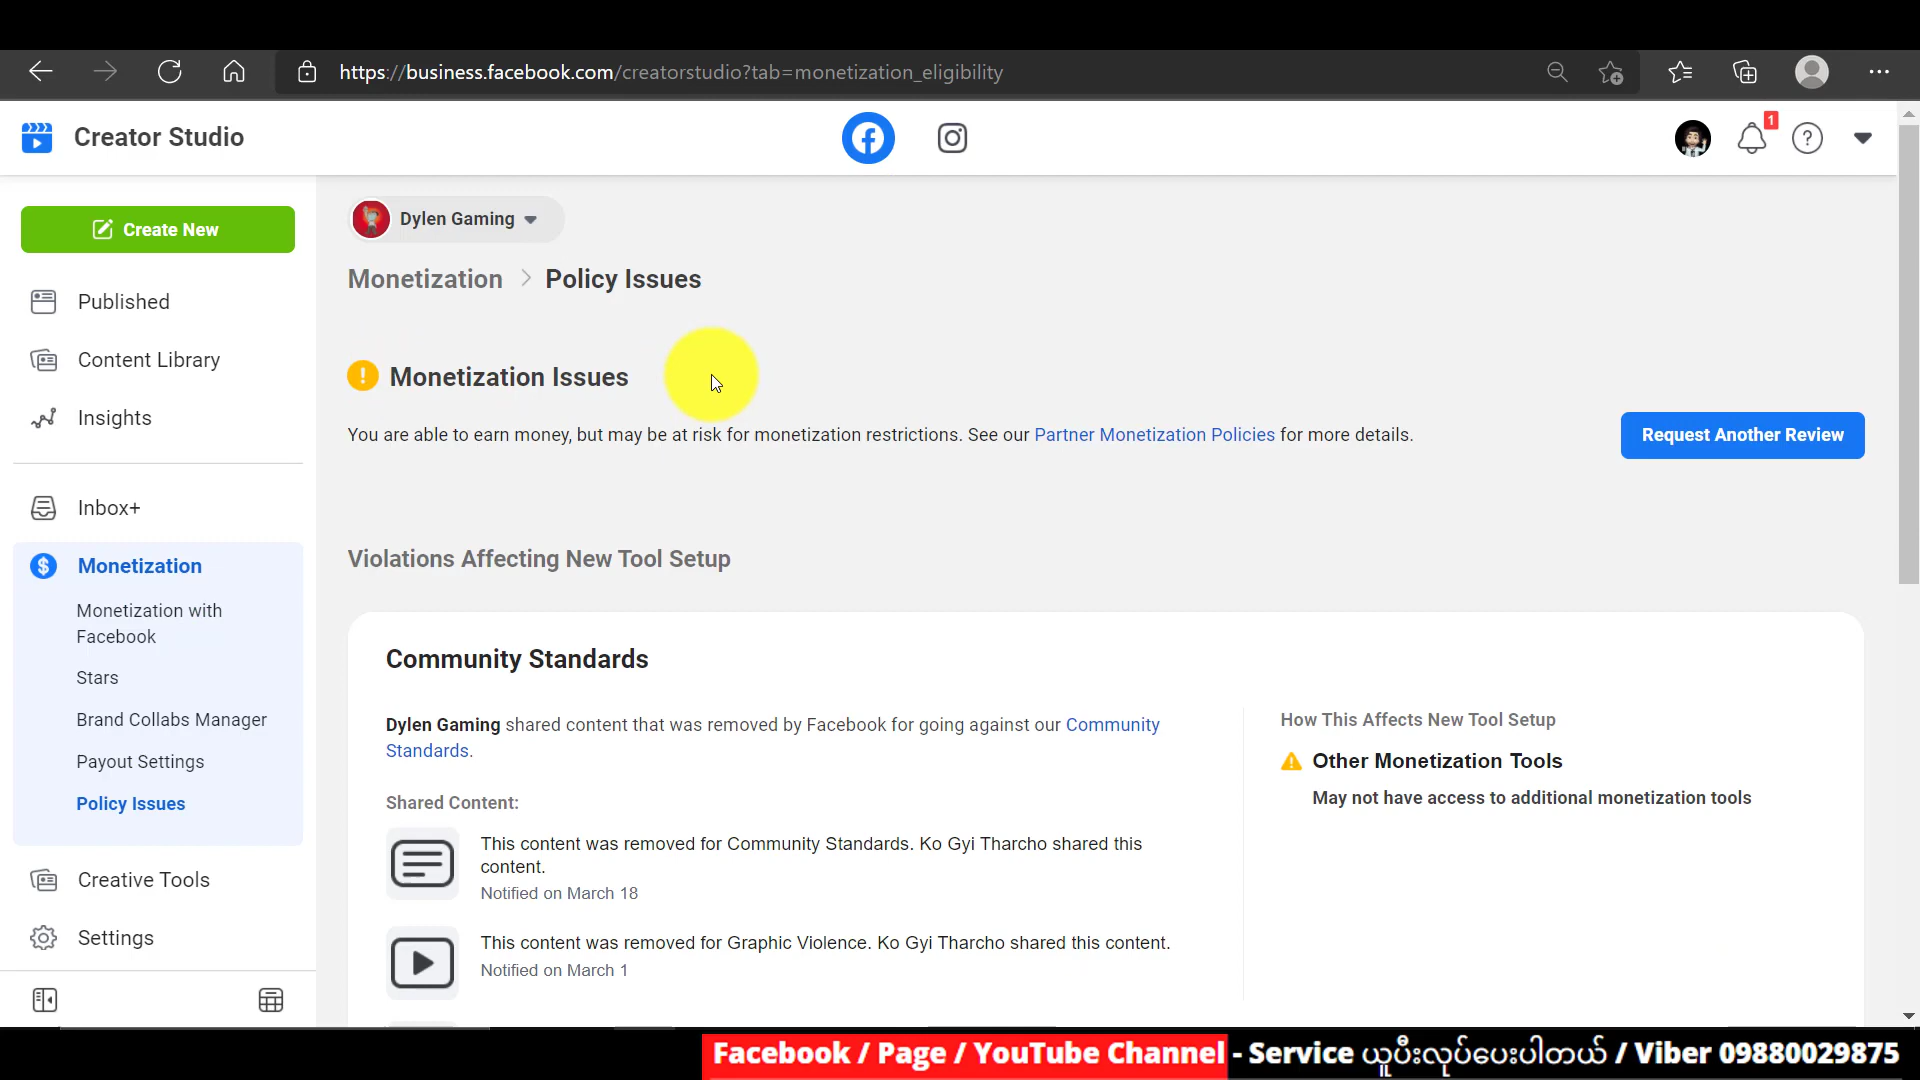 https://business.facebook.com/creatorstudio?tab=monetization_eligibility
Creator Studio
1
Create New
Published
Content Library
Insights
Inbox+
Monetization
Monetization with
Facebook
Stars
Brand Collabs Manager
Payout Settings
Policy Issues
Creative Tools
Settings
Dylen Gaming
Monetization > Policy Issues
Monetization Issues
You are able to earn money, but may be at risk for monetization restrictions. See our Partner Monetization Policies for more details.
Request Another Review
Violations Affecting New Tool Setup
Community Standards
Dylen Gaming shared content that was removed by Facebook for going against our Community
Standards.
Shared Content:
This content was removed for Community Standards. Ko Gyi Tharcho shared this
content.
Notified on March 18
This content was removed for Graphic Violence. Ko Gyi Tharcho shared this content.
Notified on March 1
How This Affects New Tool Setup
Other Monetization Tools
May not have access to additional monetization tools
Facebook / Page / YouTube Channel - Service ယူပီးလုပ်ပေးပါတယ် / Viber 09880029875